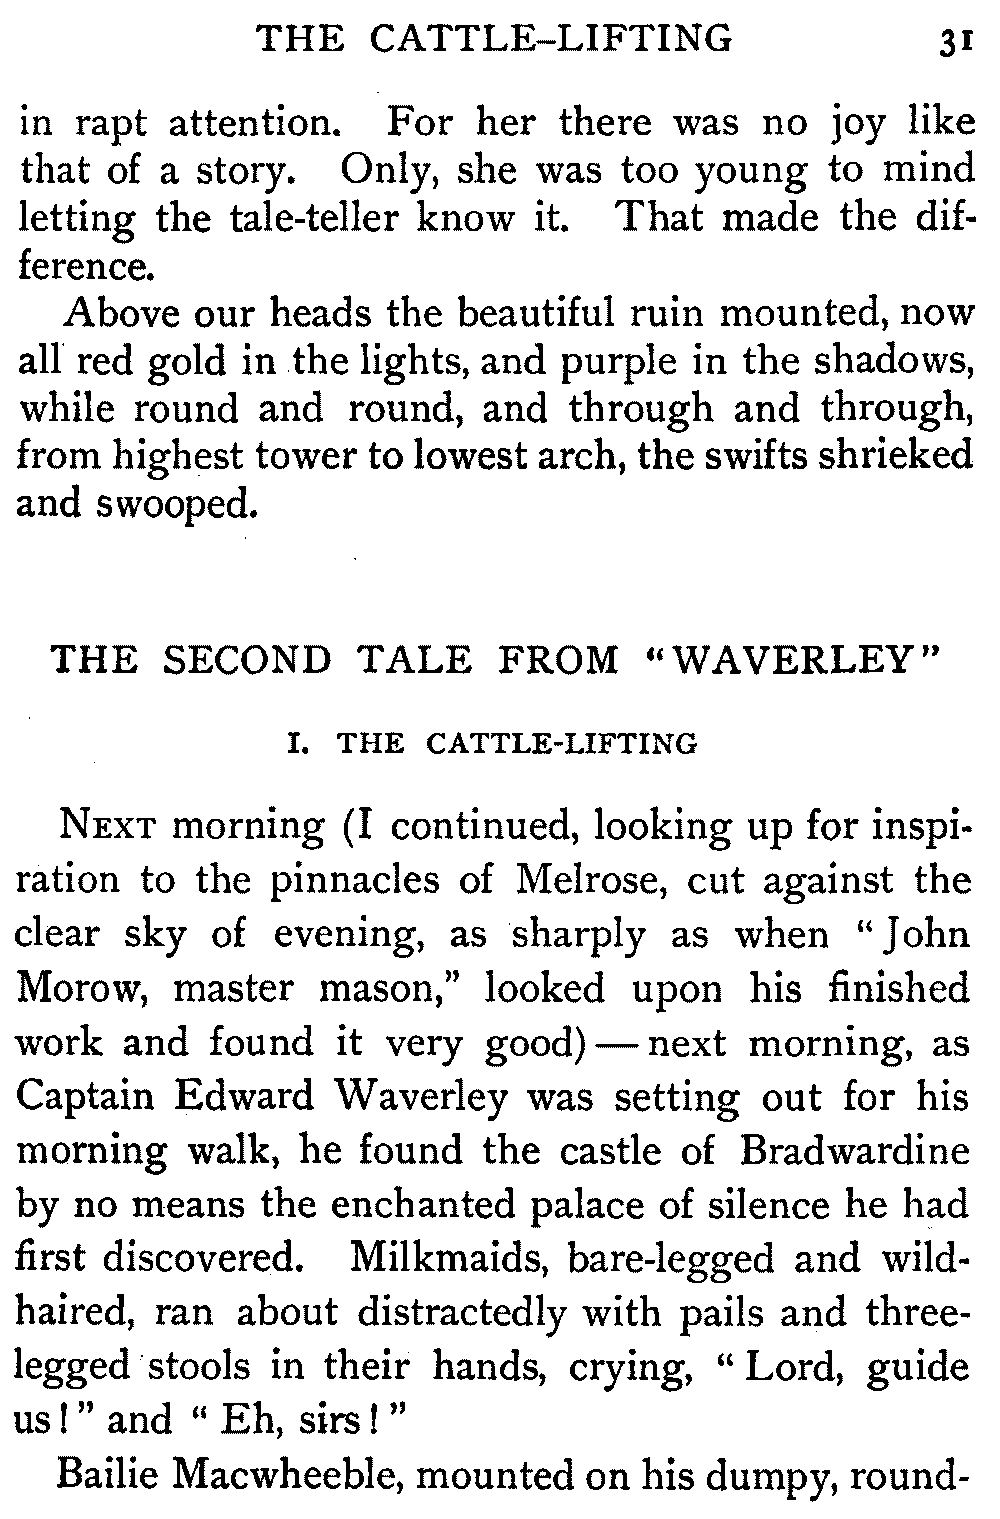 THE CATTLE-LIFTING 31
in rapt attention. For her there was no joy like
that of a story. Only, she was too young to mind
letting the tale-teller know it. That made the dif-
ference.
Above our heads the beautiful ruin mounted, now
all red gold in the lights, and purple in the shadows,
while round and round, and through and through,
from highest tower to lowest arch, the swifts shrieked
and swooped.
THE SECOND TALE FROM “WAVERLEY”
I. THE CATTLE-LIFTING
NEXT morning (I continued, looking up for inspi-
ration to the pinnacles of Melrose, cut against the
clear sky of evening, as sharply as when “John
Morow, master mason,” looked upon his finished
work and found it very good)—next morning, as
Captain Edward Waverley was setting out for his
morning walk, he found the castle of Bradwardine
by no means the enchanted palace of silence he had
first discovered. Milkmaids, bare-legged and wild-
haired, ran about distractedly with pails and three-
legged stools in their hands, crying, “Lord, guide
us!” and “Eh, sirs!”
Bailie Macwheeble, mounted on his dumpy, round-